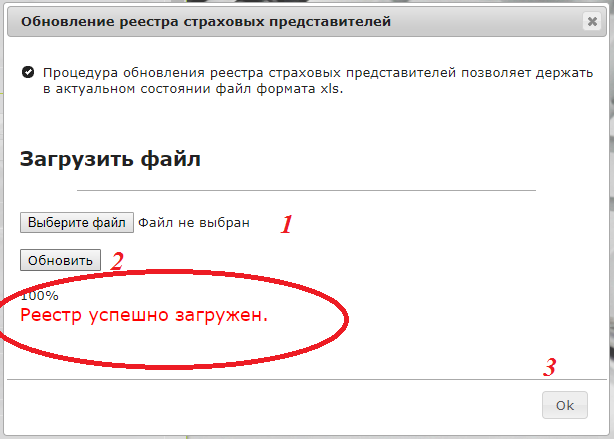 Обновление реестра страховых представителей
Процедура обновления реестра страховых представителей позволяет держать
в актуальном состоянии файл формата xls.
Загрузить файл
Выберите файл Файл не выбран 1
Обновить 2
100%
Реестр успешно загружен.
3
Ok